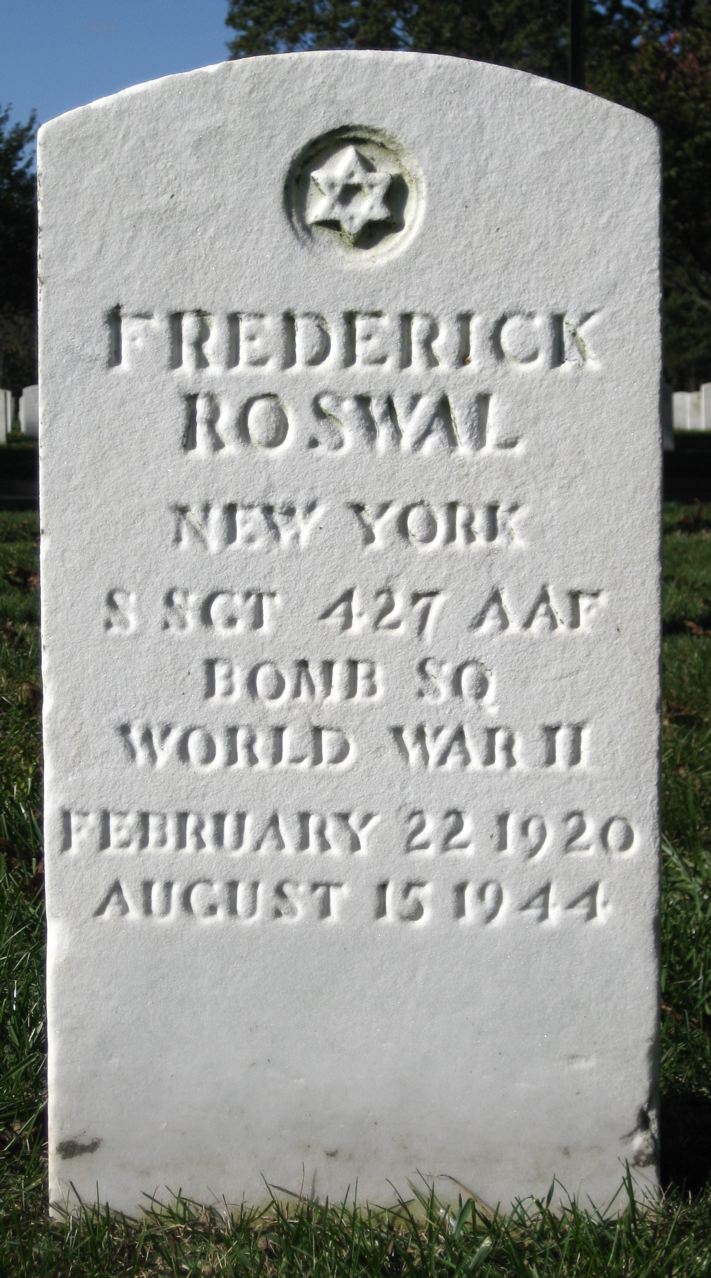 FREDERICK
ROSWAL
NEW YORK
S SGT 427 AAF
BOMB SQ
WORLD WAR II
FEBRUARY 22 1920
AUGUST 15 1944